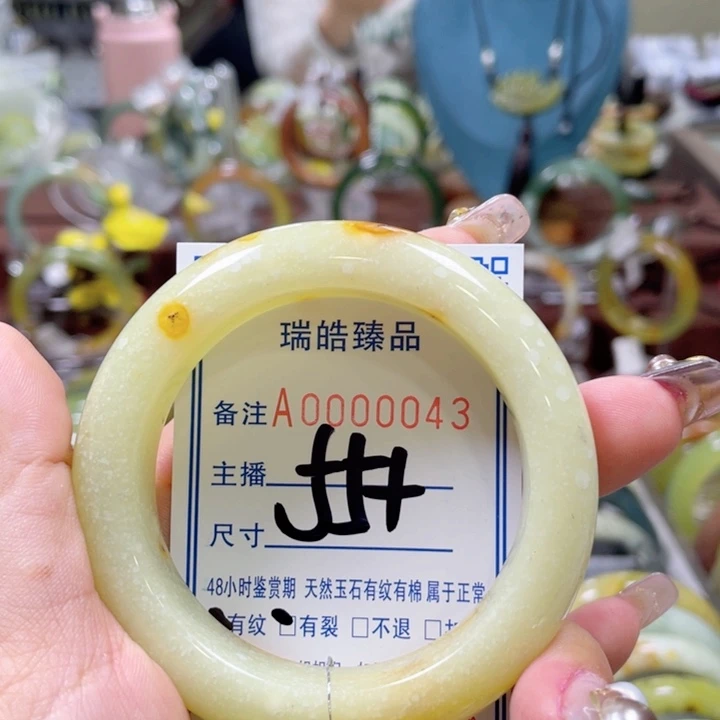 瑞皓臻品
备注A0000043
主播
尺寸
48小时鉴赏期 天然玉石有纹有棉 属于正常
有纹 □有裂 □不退